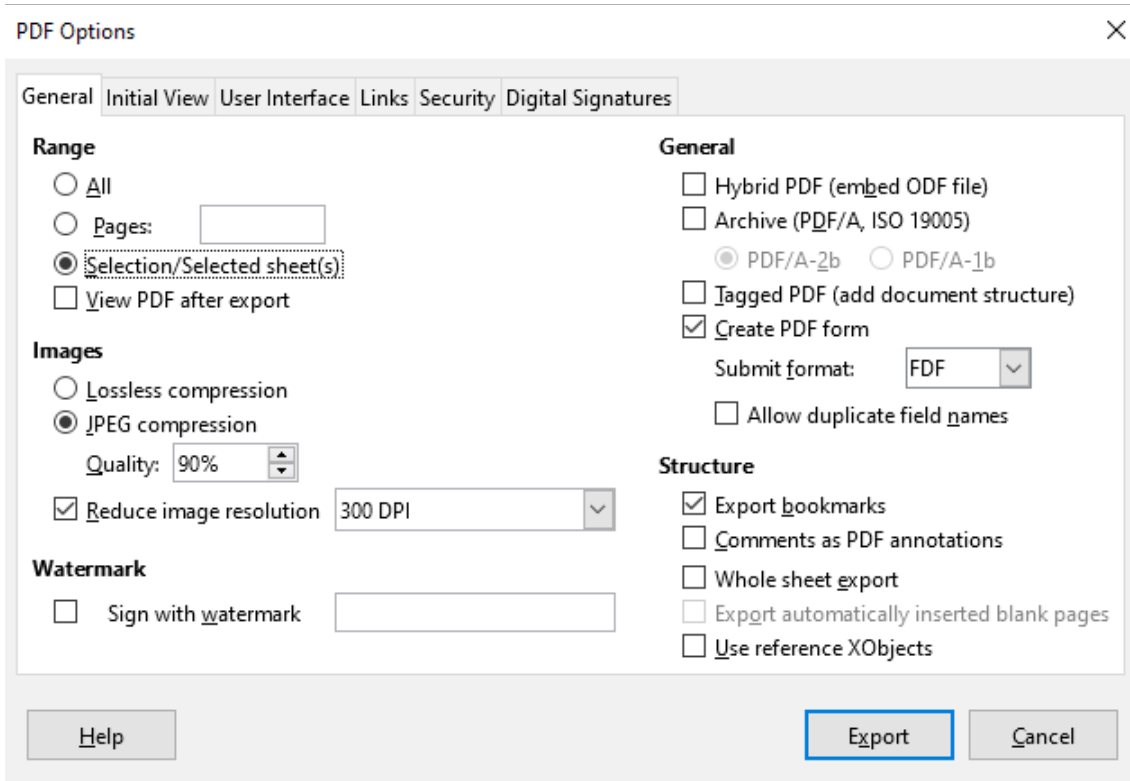 PDF Options
General Initial View User Interface Links Security Digital Signatures
Range
All
Pages:
Selection/Selected sheet(s)
View PDF after export
Images
Lossless compression
JPEG compression
Quality: 90%
Reduce image resolution 300 DPI
Watermark
Sign with watermark
General
Hybrid PDF (embed ODF file)
Archive (PDF/A, ISO 19005)
PDF/A-2b PDF/A-1b
Tagged PDF (add document structure)
Create PDF form
Submit format: FDF
Allow duplicate field names
Structure
Export bookmarks
Comments as PDF annotations
Whole sheet export
Export automatically inserted blank pages
Use reference XObjects
Help Export Cancel